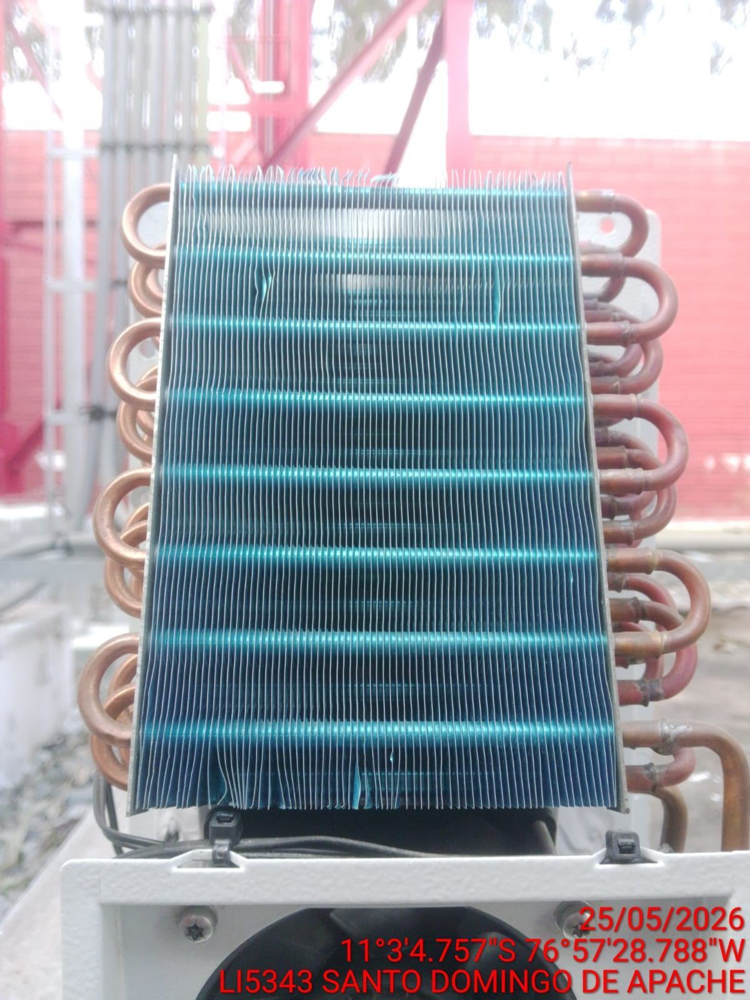 25/05/2026
11°3'4.757"S 76°57'28.788"W
LI5343 SANTO DOMINGO DE APACHE